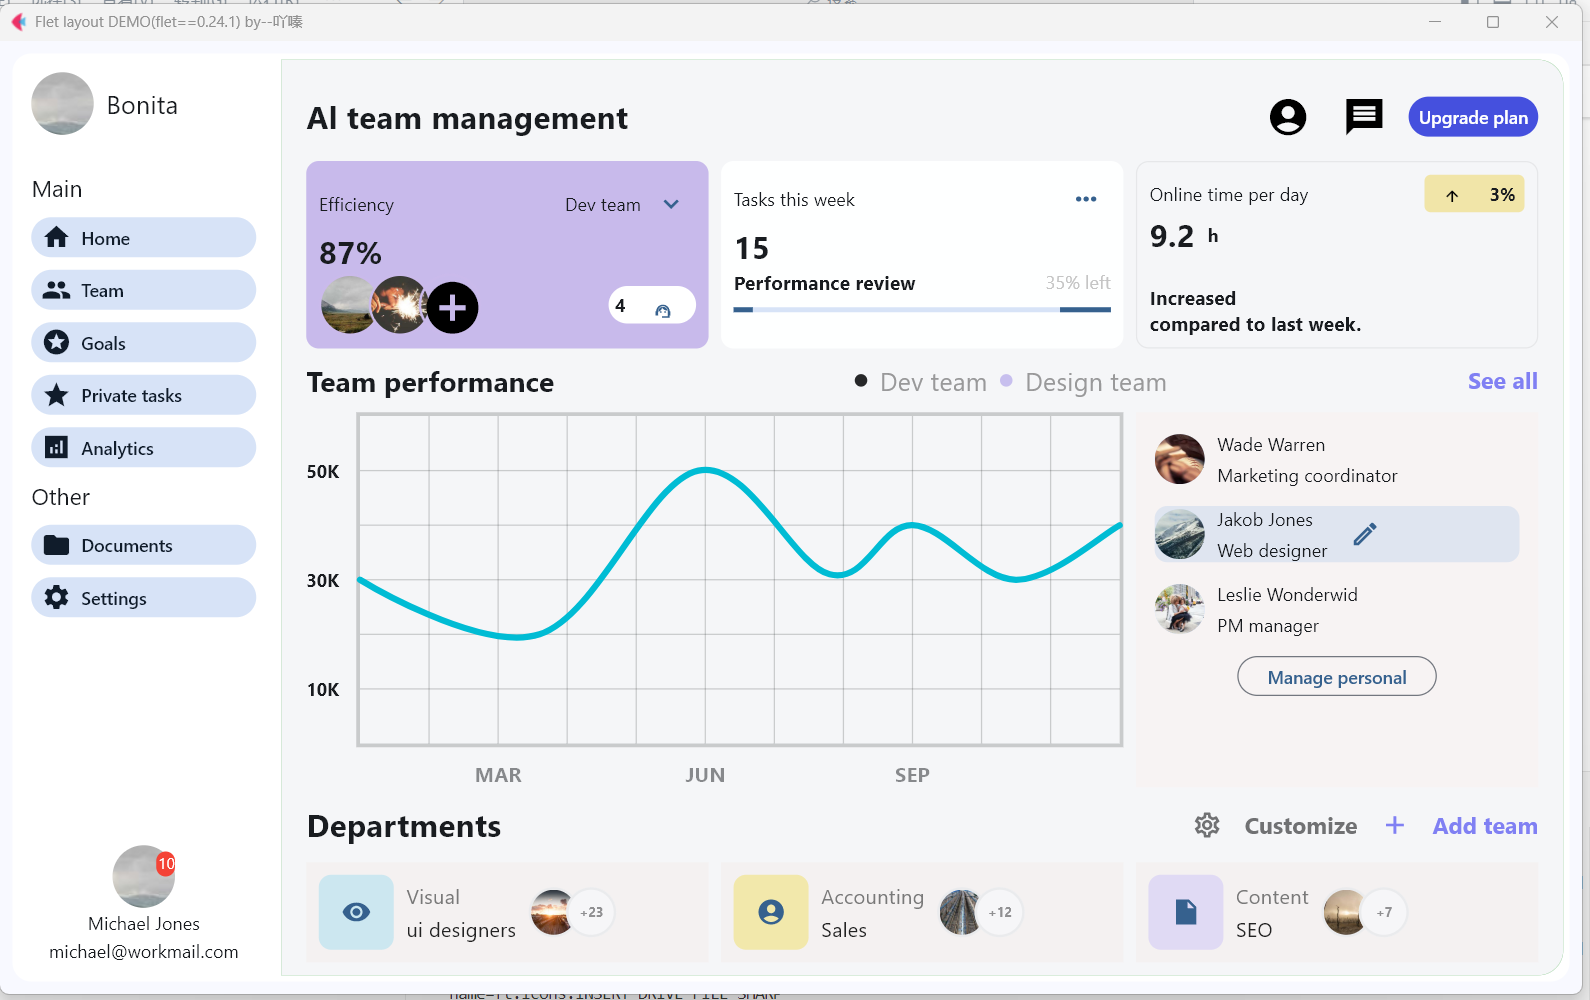 Flet layout DEMO(flet==0.24.1) by--吖嗪
Bonita
Main
Home
Team
Goals
Private tasks
Analytics
Other
Documents
Settings
Michael Jones
10
michael@workmail.com
AI team management
Upgrade plan
Efficiency
Dev team
87%
4
Tasks this week
15
Performance review
35% left
Online time per day
3%
9.2 h
Increased
compared to last week.
Team performance
Dev team
Design team
See all
50K
30K
10K
MAR
JUN
SEP
Wade Warren
Marketing coordinator
Jakob Jones
Web designer
Leslie Wonderwid
PM manager
Manage personal
Departments
Customize
Add team
Visual
ui designers
+23
Accounting
Sales
+12
Content
SEO
+7